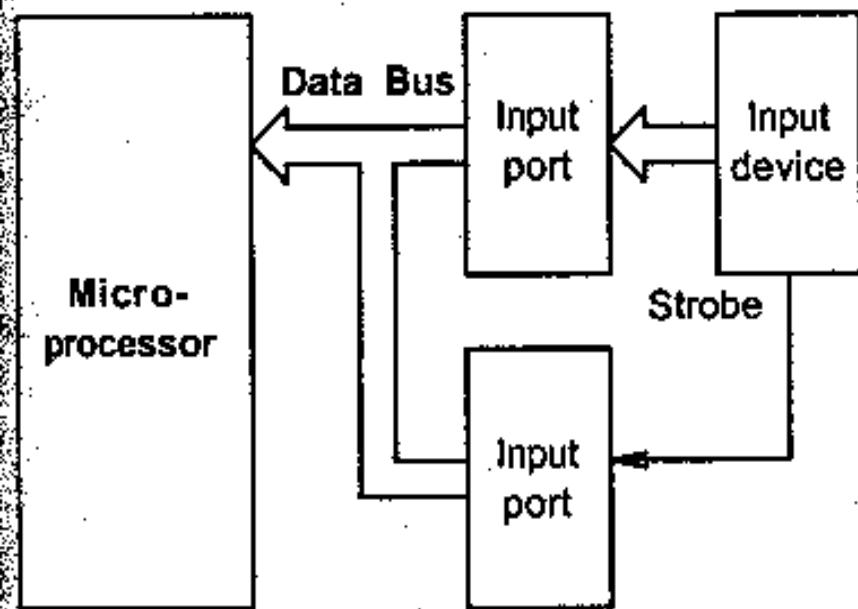 Data Bus
Input
port
Input
device
Micro-
processor
Strobe
Input
port